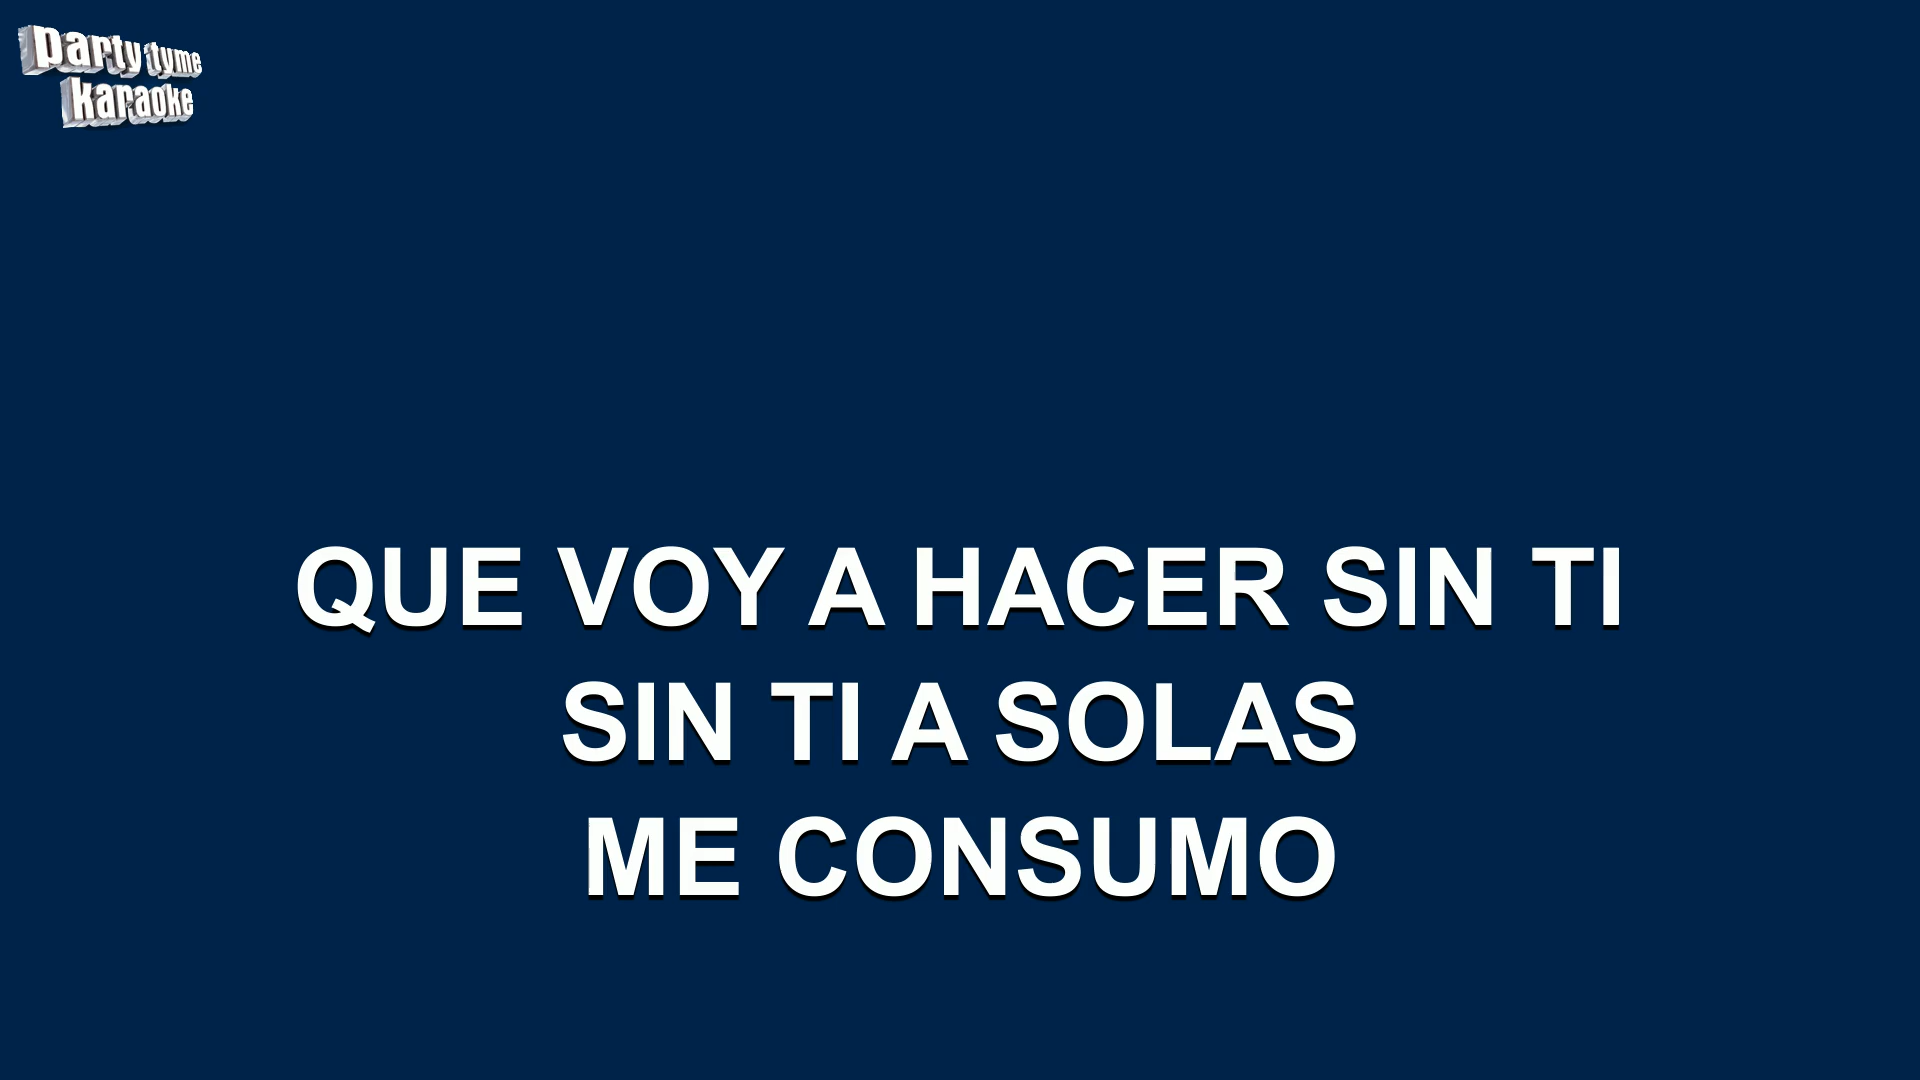 party tyme
karaoke
QUE VOY A HACER SIN TI
SIN TI A SOLAS
ME CONSUMO